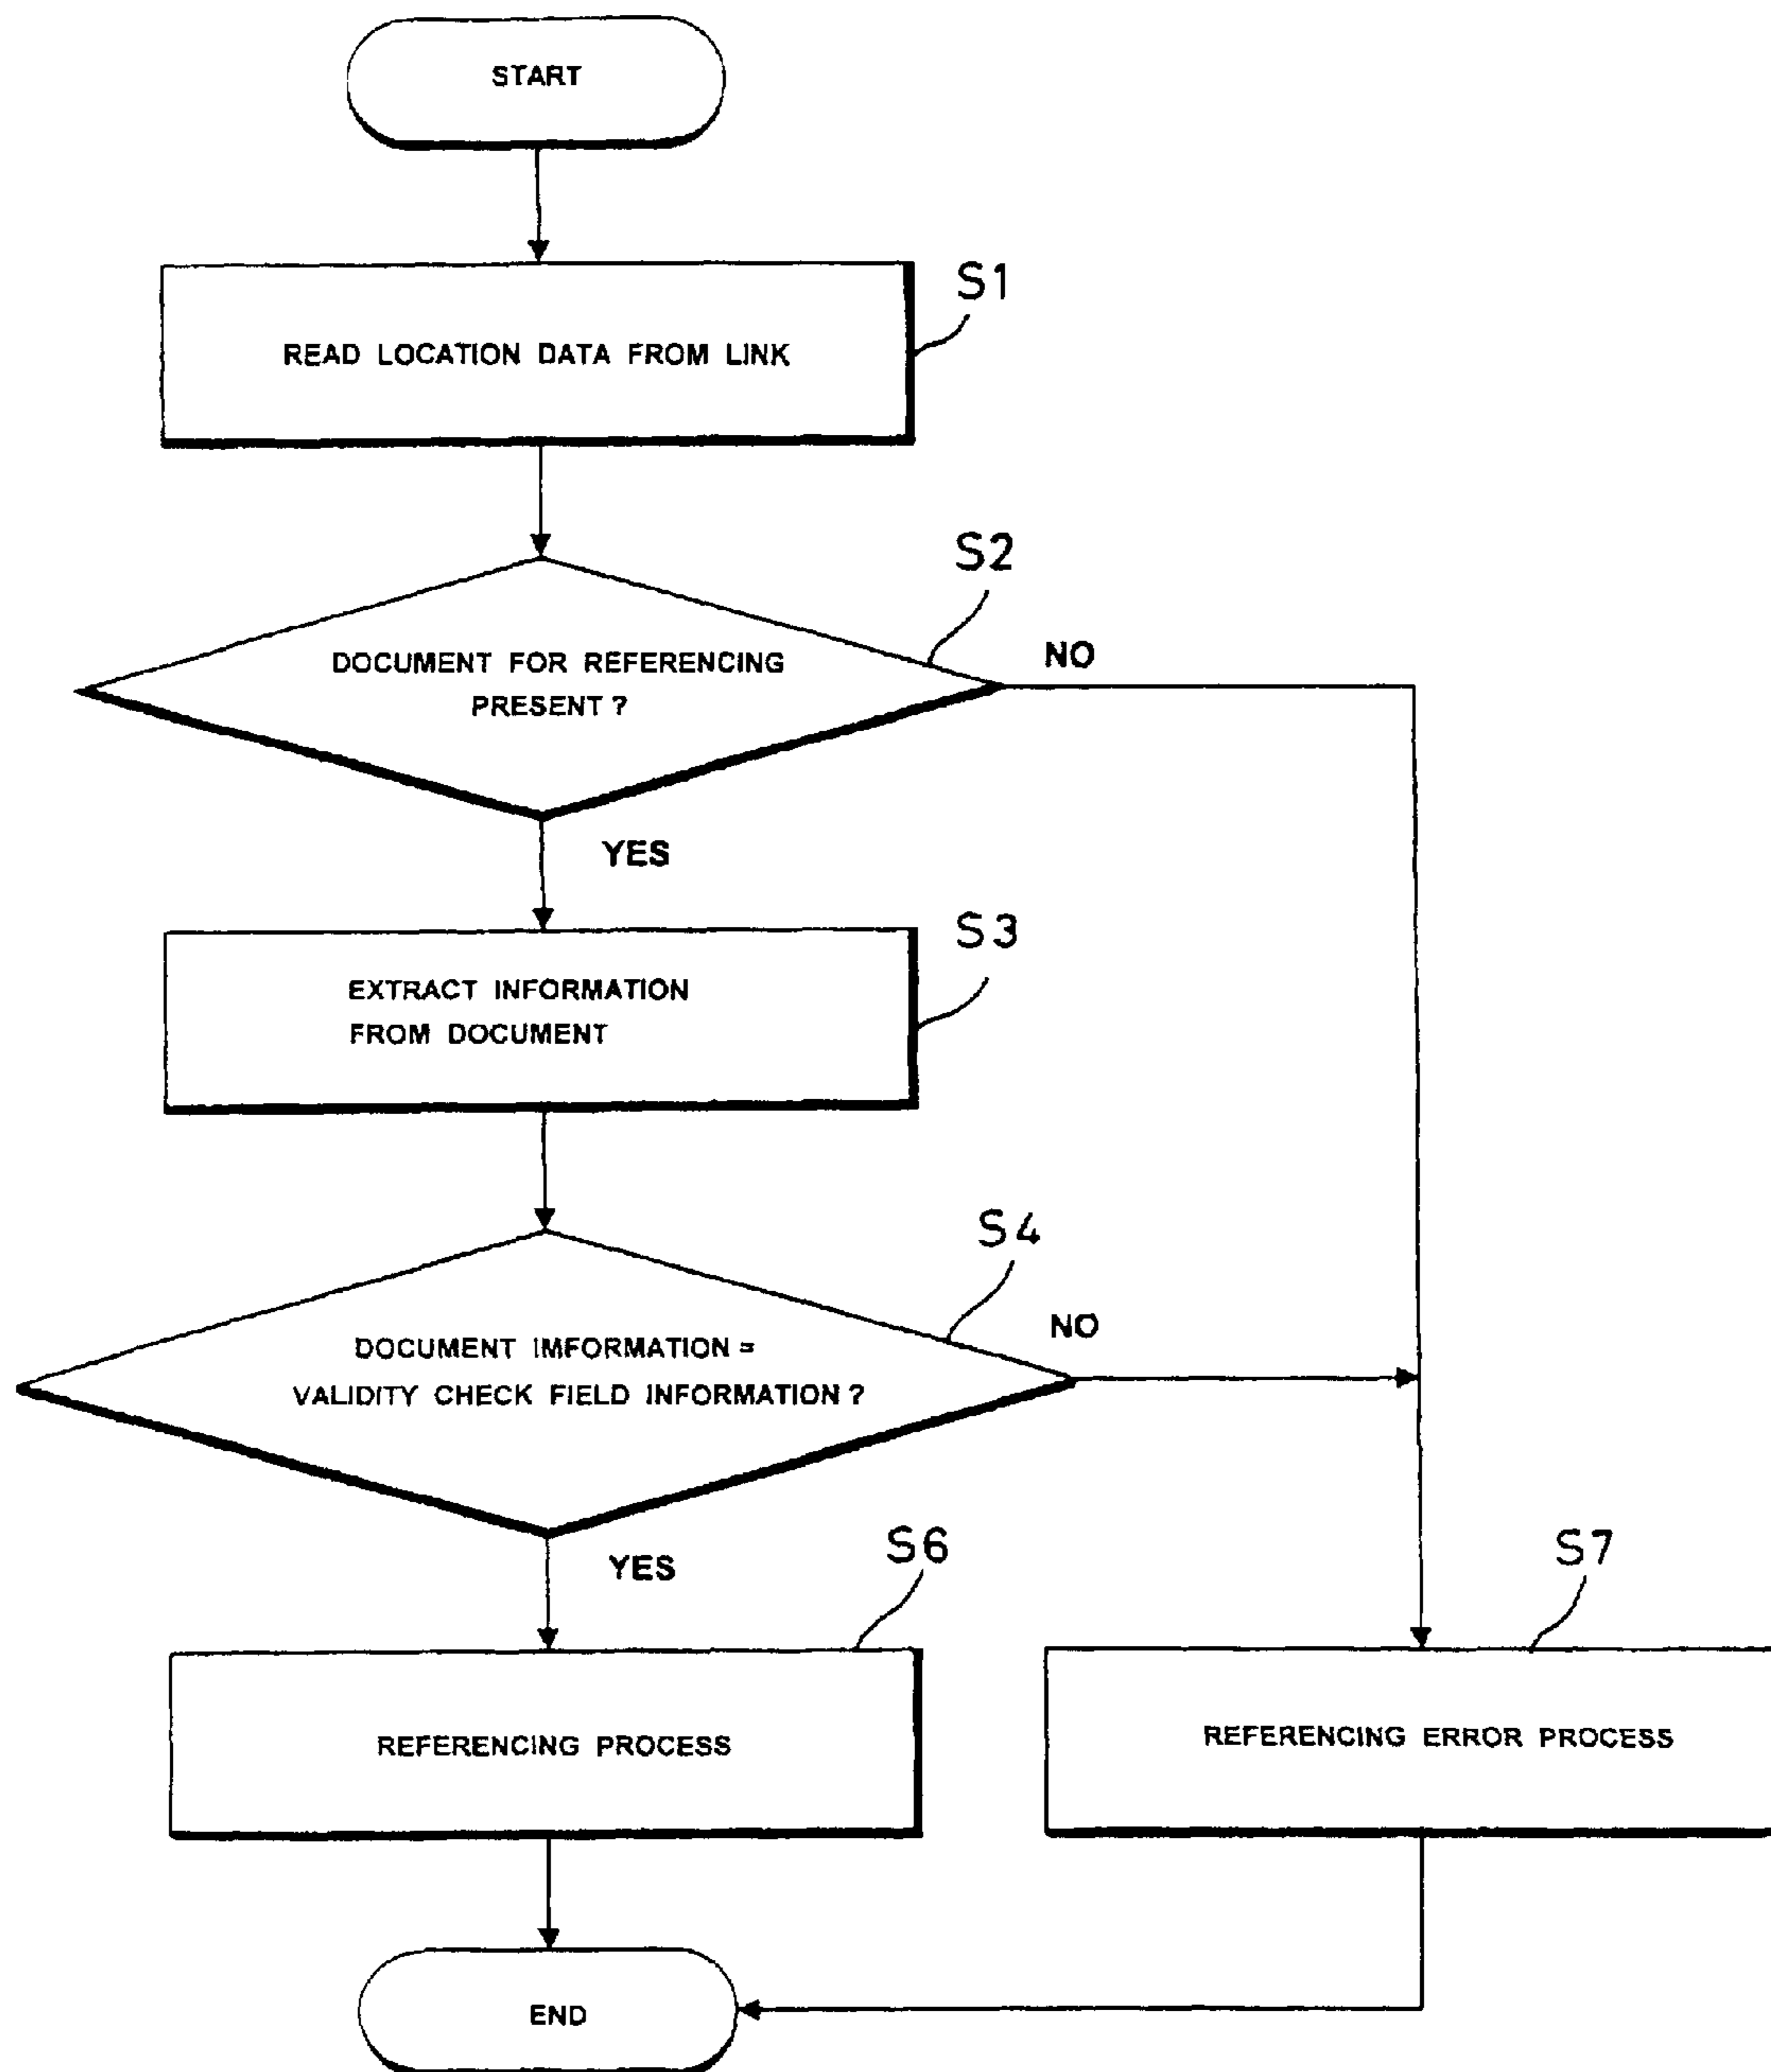 START
S1
READ LOCATION DATA FROM LINK
S2
DOCUMENT FOR REFERENCING
PRESENT ?
NO
YES
S3
EXTRACT INFORMATION
FROM DOCUMENT
S4
DOCUMENT IMFORMATION =
VALIDITY CHECK FIELD INFORMATION ?
NO
YES
S6
REFERENCING PROCESS
S7
REFERENCING ERROR PROCESS
END